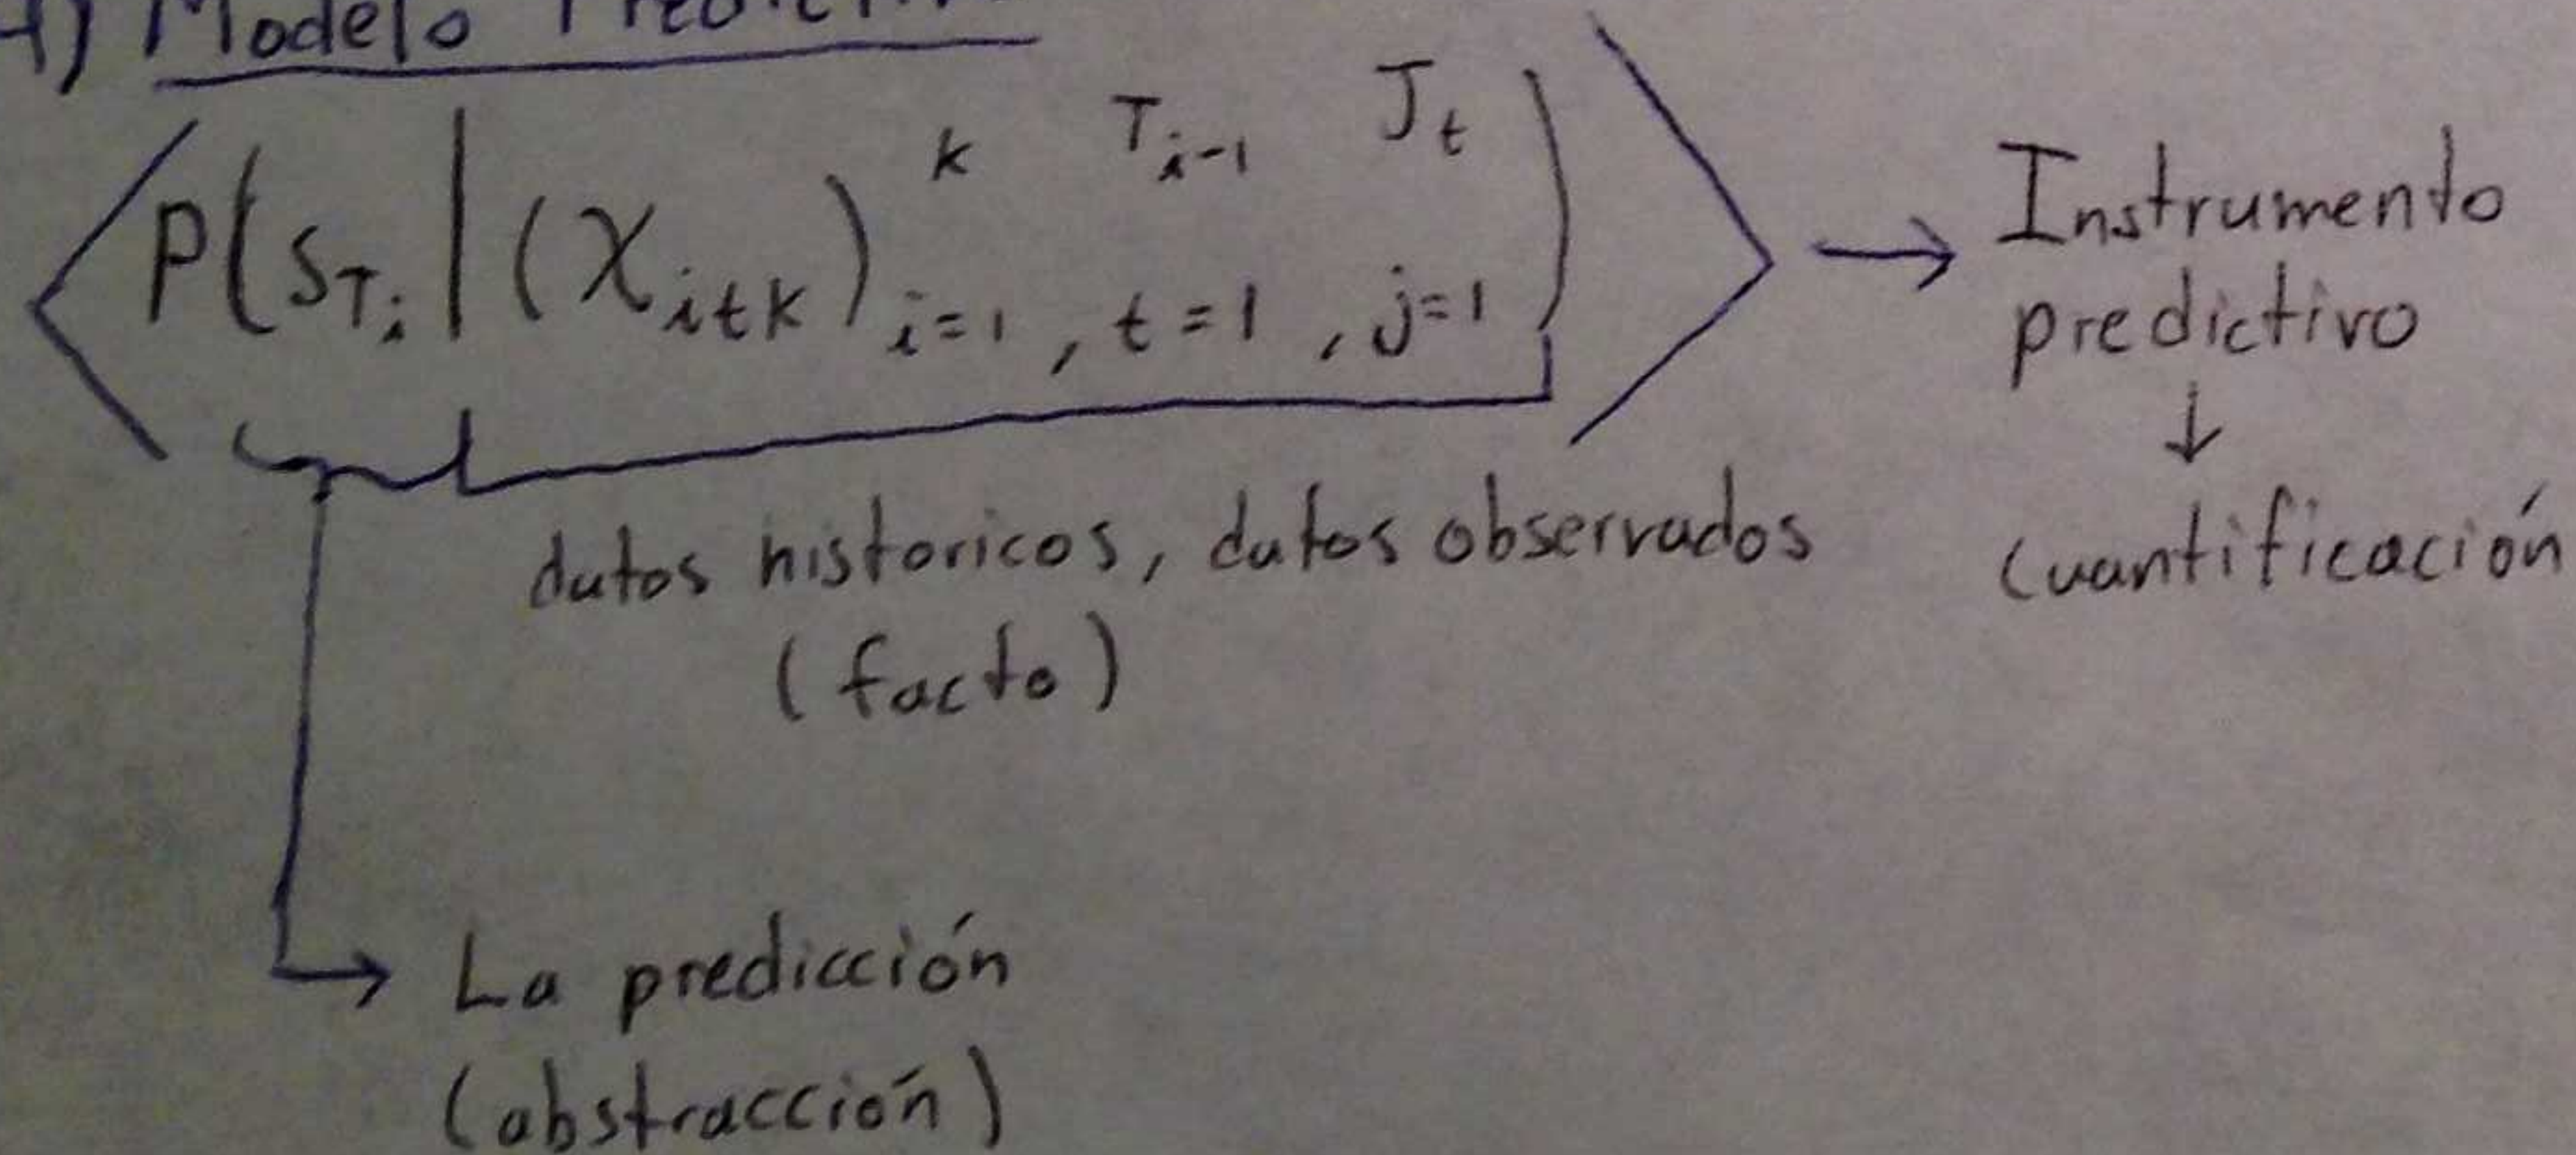 Modelo
P(s_{T_i} | (x_{itk})_{i=1}^{k} _{, t=1}^{T_{i-1}} _{, j=1}^{J_t}) → Instrumento
predictivo
↓
cuantificación
datos historicos, datos observados
(facto)
→ La predicción
(abstracción)